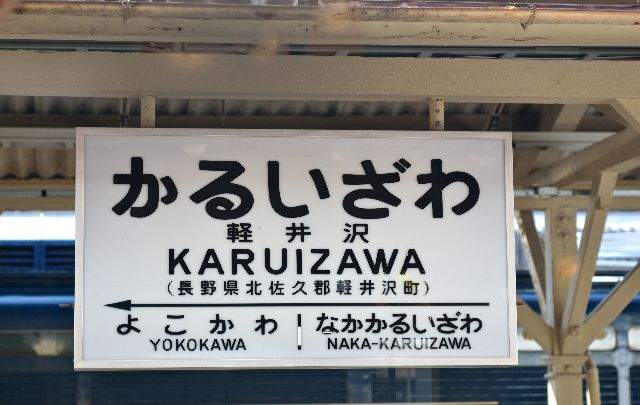 かるいざわ
軽井沢
KARUIZAWA
(長野県北佐久郡軽井沢町)
よこかわ なかかるいざわ
YOKOKAWA NAKA-KARUIZAWA